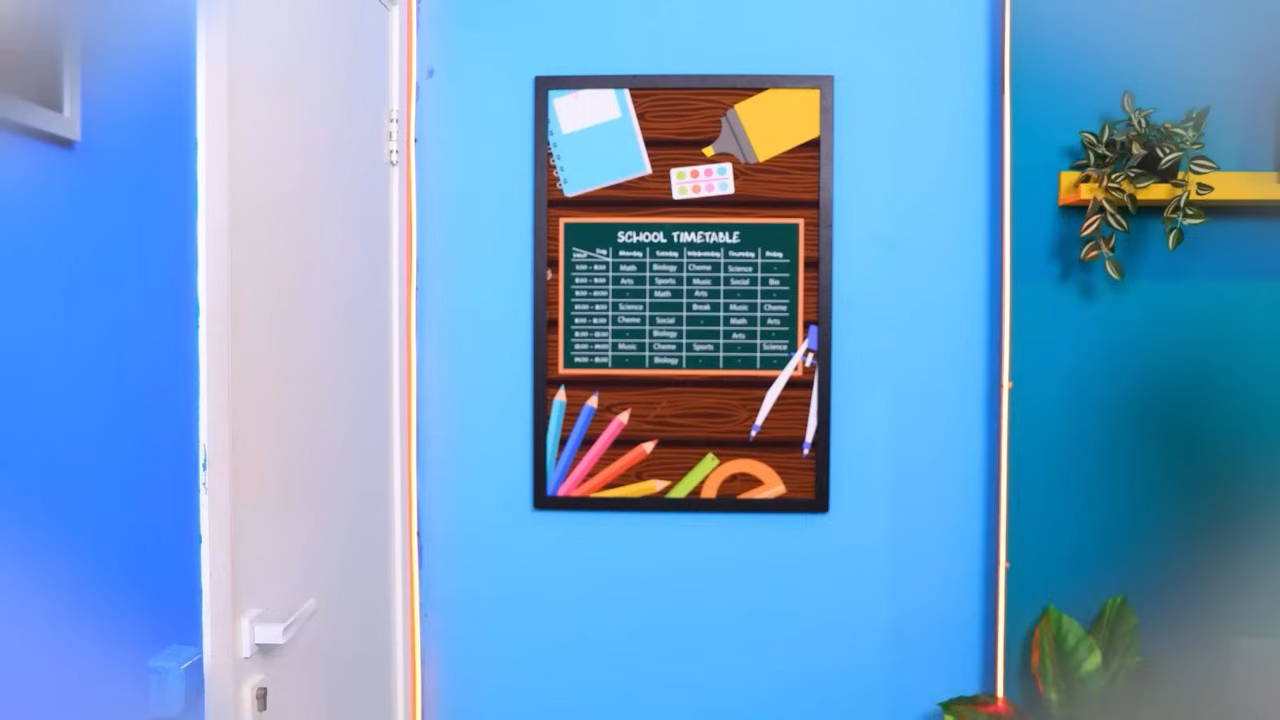 SCHOOL TIMETABLE
Day Monday Tuesday Wednesday Thursday Friday
Math Biology Cheme Science -
Arts Sports Music Social Bio
- Math Arts - -
Science Break Music Cheme
Cheme Social - Math Arts
- Biology Arts -
Music Cheme Sports - Science
- Biology - - -